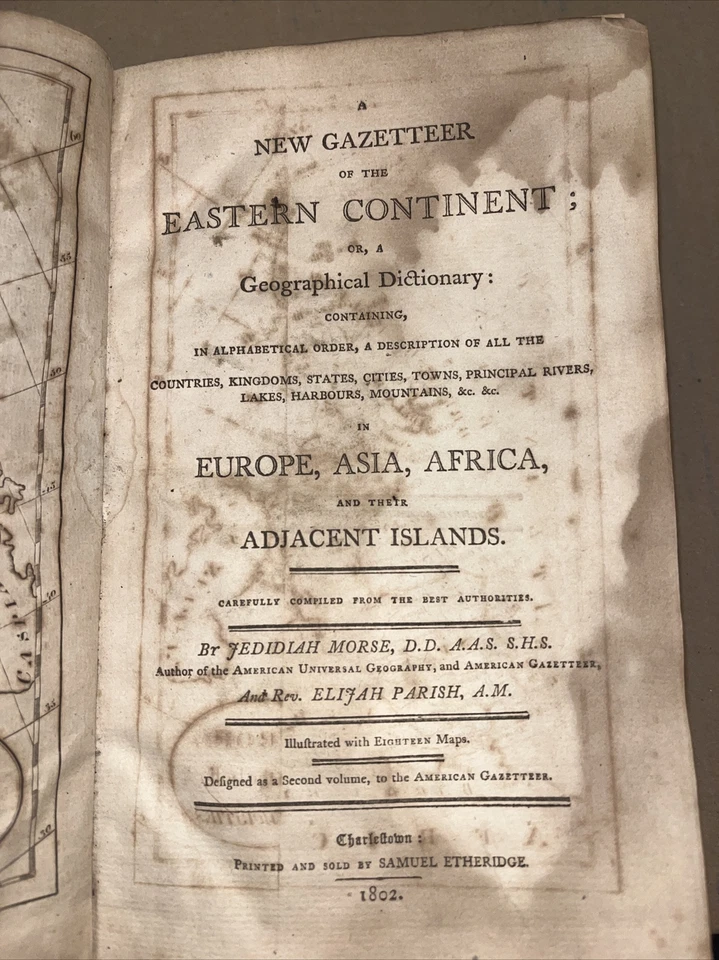 A
NEW GAZETTEER
OF THE
EASTERN CONTINENT;
OR, A
Geographical Dictionary:
CONTAINING,
IN ALPHABETICAL ORDER, A DESCRIPTION OF ALL THE
COUNTRIES, KINGDOMS, STATES, CITIES, TOWNS, PRINCIPAL RIVERS,
LAKES, HARBOURS, MOUNTAINS, &c. &c.
IN
EUROPE, ASIA, AFRICA,
AND THEIR
ADJACENT ISLANDS.
CAREFULLY COMPILED FROM THE BEST AUTHORITIES.
By JEDIDIAH MORSE, D.D. A.A.S. S.H.S.
Author of the AMERICAN UNIVERSAL GEOGRAPHY, and AMERICAN GAZETTEER,
And Rev. ELIJAH PARISH, A.M.
Illuſtrated with EIGHTEEN Maps.
Deſigned as a Second volume, to the AMERICAN GAZETTEER.
Charleſtown:
PRINTED AND SOLD BY SAMUEL ETHERIDGE.
1802.